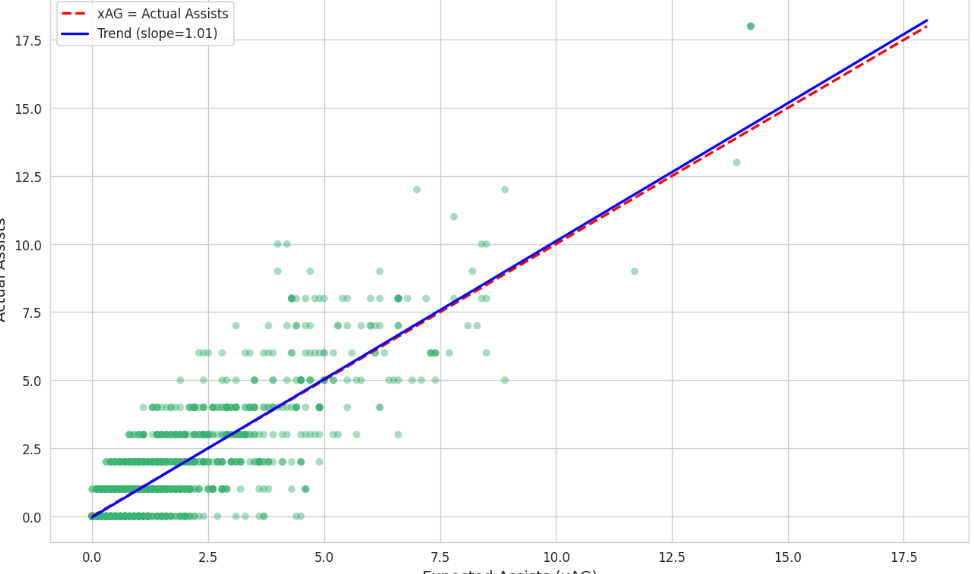 xAG = Actual Assists
Trend (slope=1.01)
17.5
15.0
12.5
10.0
7.5
5.0
2.5
0.0
Actual Assists
0.0 2.5 5.0 7.5 10.0 12.5 15.0 17.5
Expected Assists (xAG)